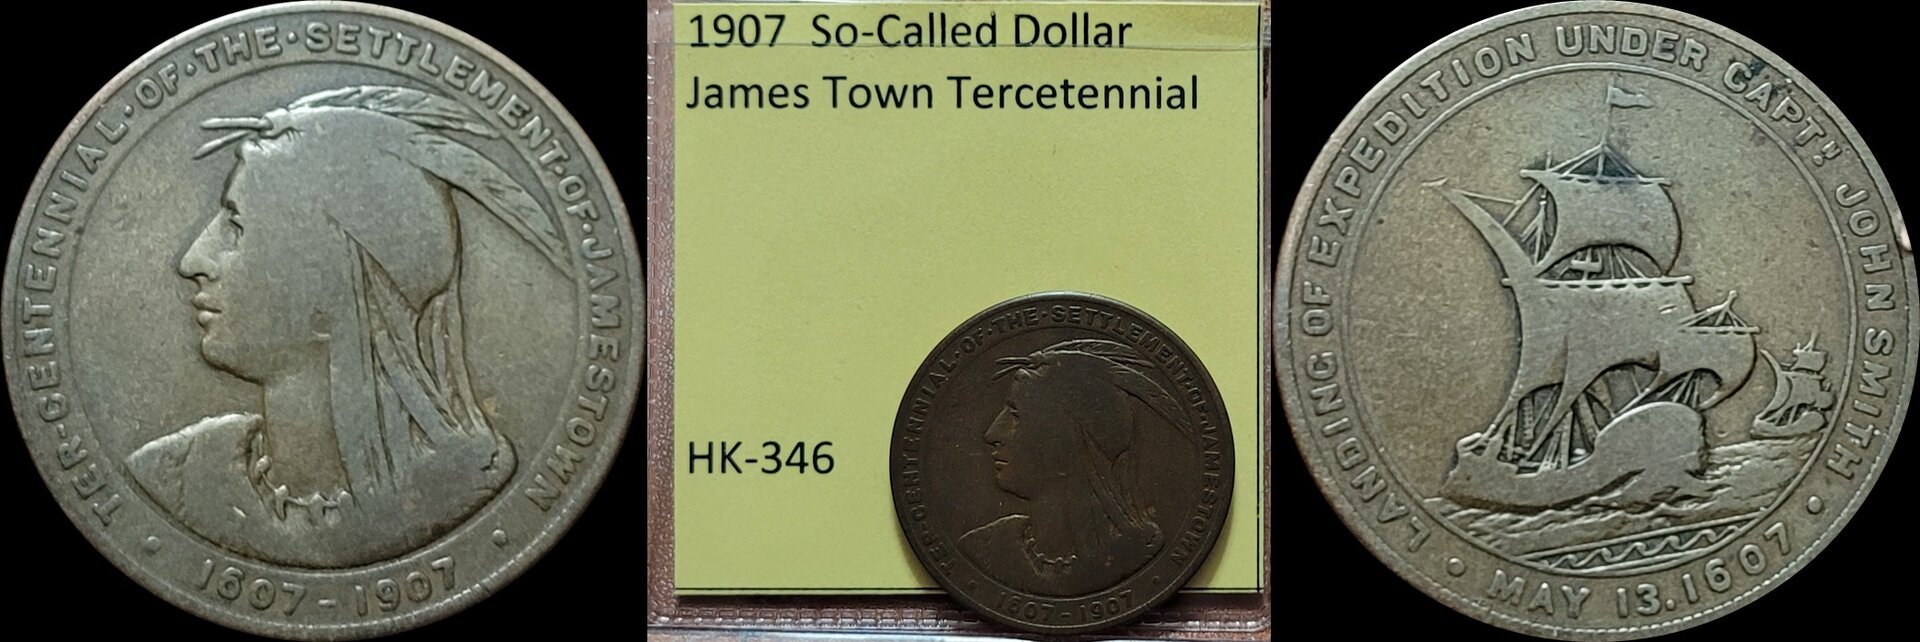 TER-CENTENNIAL·OF·THE·SETTLEMENT·OF·JAMESTOWN
· 1607-1907 ·
1907 So-Called Dollar
James Town Tercetennial
HK-346
TER-CENTENNIAL·OF·THE·SETTLEMENT·OF·JAMESTOWN
· 1607-1907 ·
LANDING OF EXPEDITION UNDER CAPT.N JOHN SMITH
· MAY 13.1607 ·